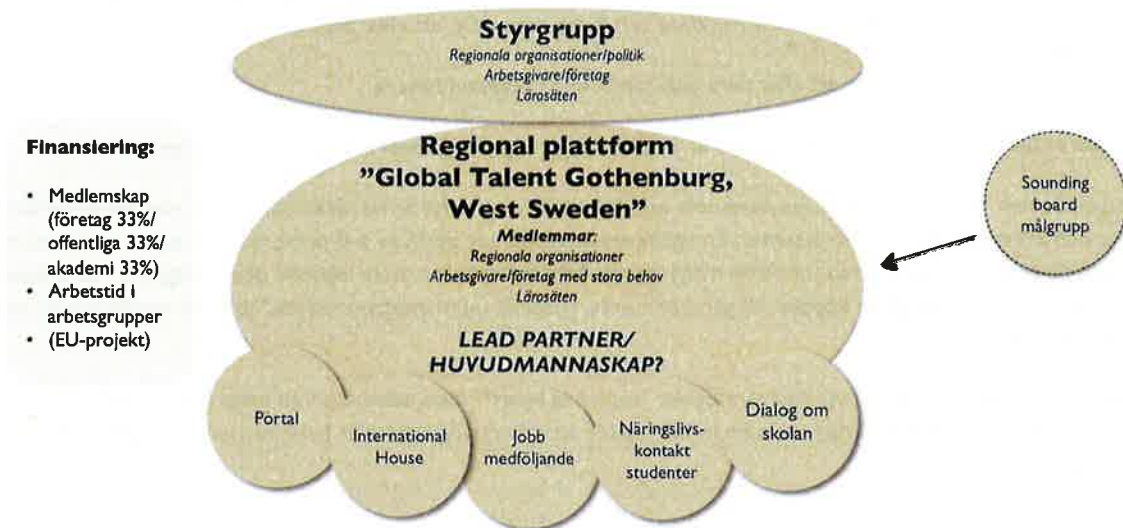 Styrgrupp
Regionala organisationer/politik
Arbetsgivare/företag
Lärosäten
Finansiering:
• Medlemskap
(företag 33%/
offentliga 33%/
akademi 33%)
• Arbetstid i
arbetsgrupper
• (EU-projekt)
Regional plattform
”Global Talent Gothenburg,
West Sweden”
Medlemmar:
Regionala organisationer
Arbetsgivare/företag med stora behov
Lärosäten
LEAD PARTNER/
HUVUDMANNASKAP?
Sounding
board
målgrupp
Portal
International
House
Jobb
medföljande
Näringslivs-
kontakt
studenter
Dialog om
skolan